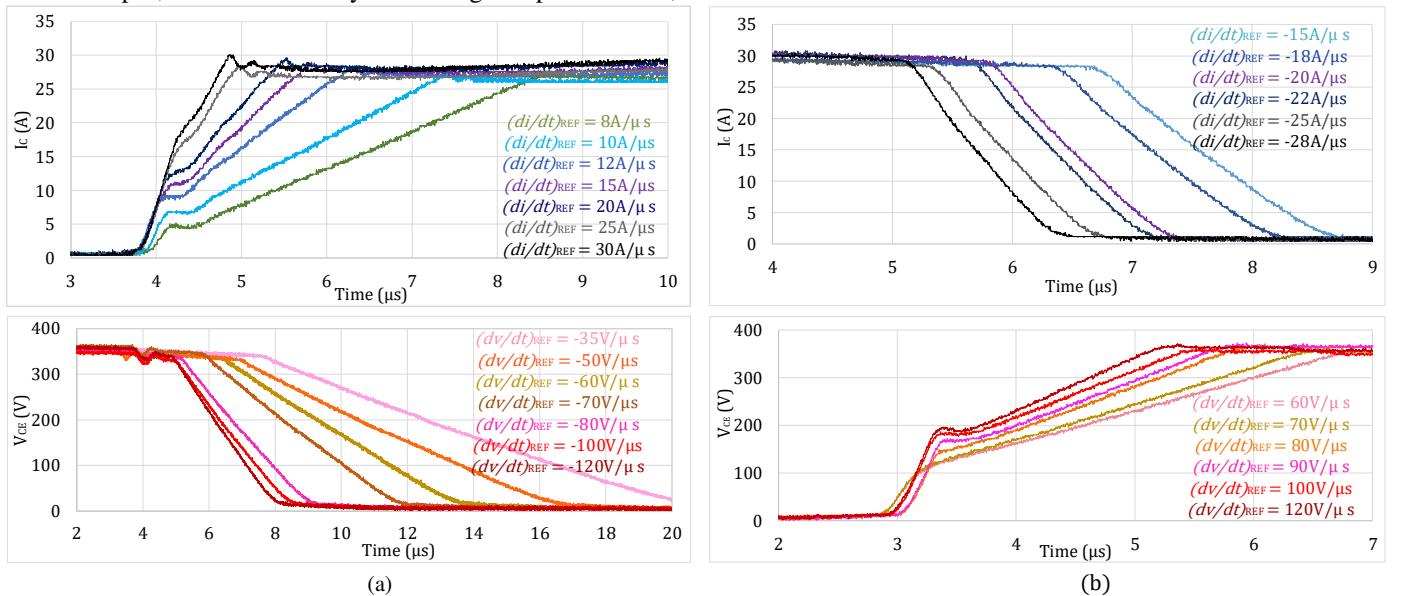 35
30
25
20
15
10
5
0
I_C (A)
(di/dt)REF = 8A/µ s
(di/dt)REF = 10A/µs
(di/dt)REF = 12A/µs
(di/dt)REF = 15A/µs
(di/dt)REF = 20A/µs
(di/dt)REF = 25A/µs
(di/dt)REF = 30A/µs
3 4 5 6 7 8 9 10
Time (µs)
35
30
25
20
15
10
5
0
I_C (A)
(di/dt)REF = -15A/µ s
(di/dt)REF = -18A/µs
(di/dt)REF = -20A/µs
(di/dt)REF = -22A/µs
(di/dt)REF = -25A/µs
(di/dt)REF = -28A/µs
4 5 6 7 8 9
Time (µs)
400
300
200
100
0
V_CE (V)
(dv/dt)REF = -35V/µ s
(dv/dt)REF = -50V/µs
(dv/dt)REF = -60V/µs
(dv/dt)REF = -70V/µs
(dv/dt)REF = -80V/µ s
(dv/dt)REF = -100V/µs
(dv/dt)REF = -120V/µ s
2 4 6 8 10 12 14 16 18 20
Time (µs)
400
300
200
100
0
V_CE (V)
(dv/dt)REF = 60V/µ s
(dv/dt)REF = 70V/µs
(dv/dt)REF = 80V/µs
(dv/dt)REF = 90V/µ s
(dv/dt)REF = 100V/µs
(dv/dt)REF = 120V/µ s
2 3 4 5 6 7
Time (µs)
(a)
(b)